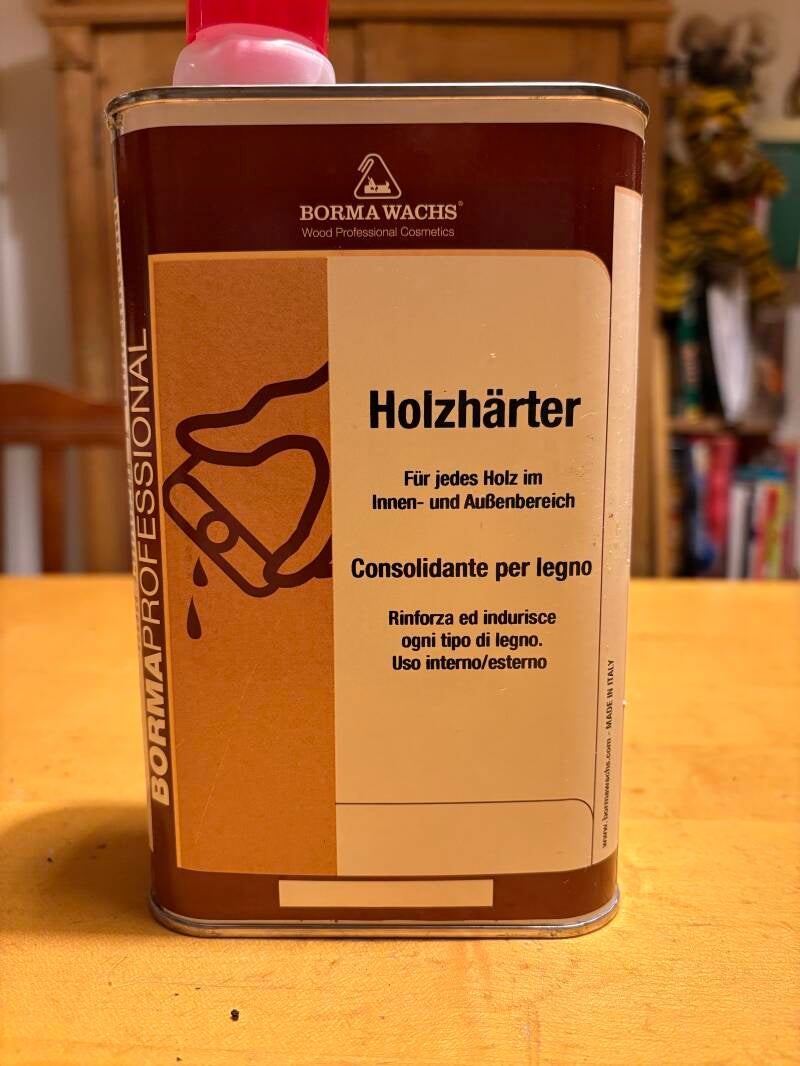 BORMA WACHS®
Wood Professional Cosmetics
BORMAPROFESSIONAL
Holzhärter
Für jedes Holz im
Innen- und Außenbereich
Consolidante per legno
Rinforza ed indurisce
ogni tipo di legno.
Uso interno/esterno
www.bormawachs.com - MADE IN ITALY